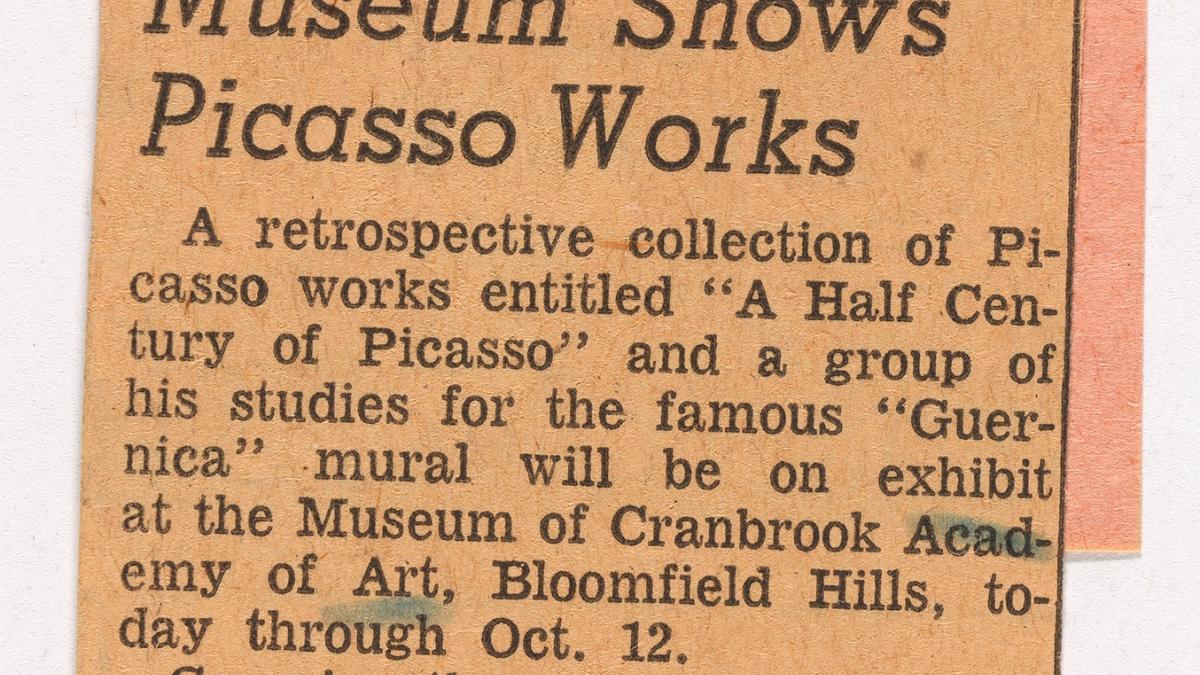 Museum Shows
Picasso Works
A retrospective collection of Pi-
casso works entitled “A Half Cen-
tury of Picasso” and a group of
his studies for the famous “Guer-
nica” mural will be on exhibit
at the Museum of Cranbrook Acad-
emy of Art, Bloomfield Hills, to-
day through Oct. 12.